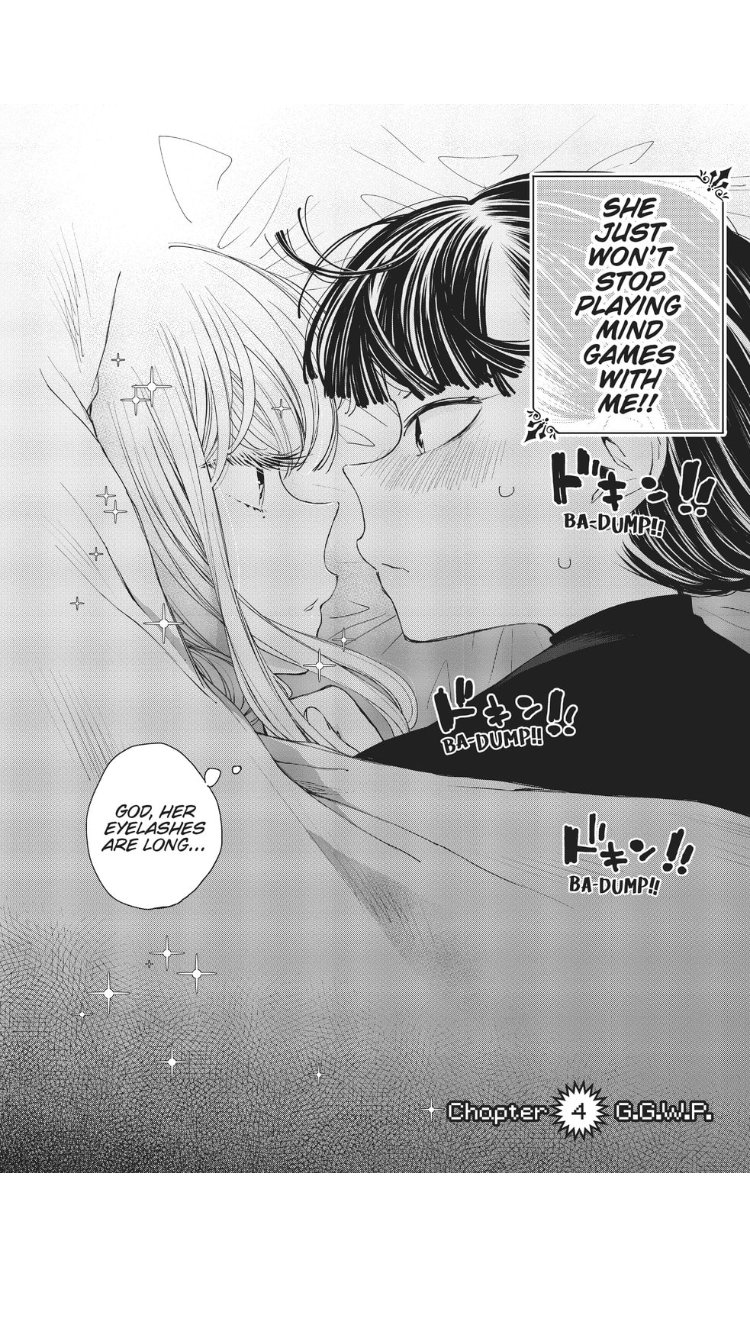 SHE
JUST
WON'T
STOP
PLAYING
MIND
GAMES
WITH
ME!!
ドキン!!
BA-DUMP!!
ドキン!!
BA-DUMP!!
GOD, HER
EYELASHES
ARE LONG...
ドキン!!
BA-DUMP!!
Chapter 4 G.G.W.P.